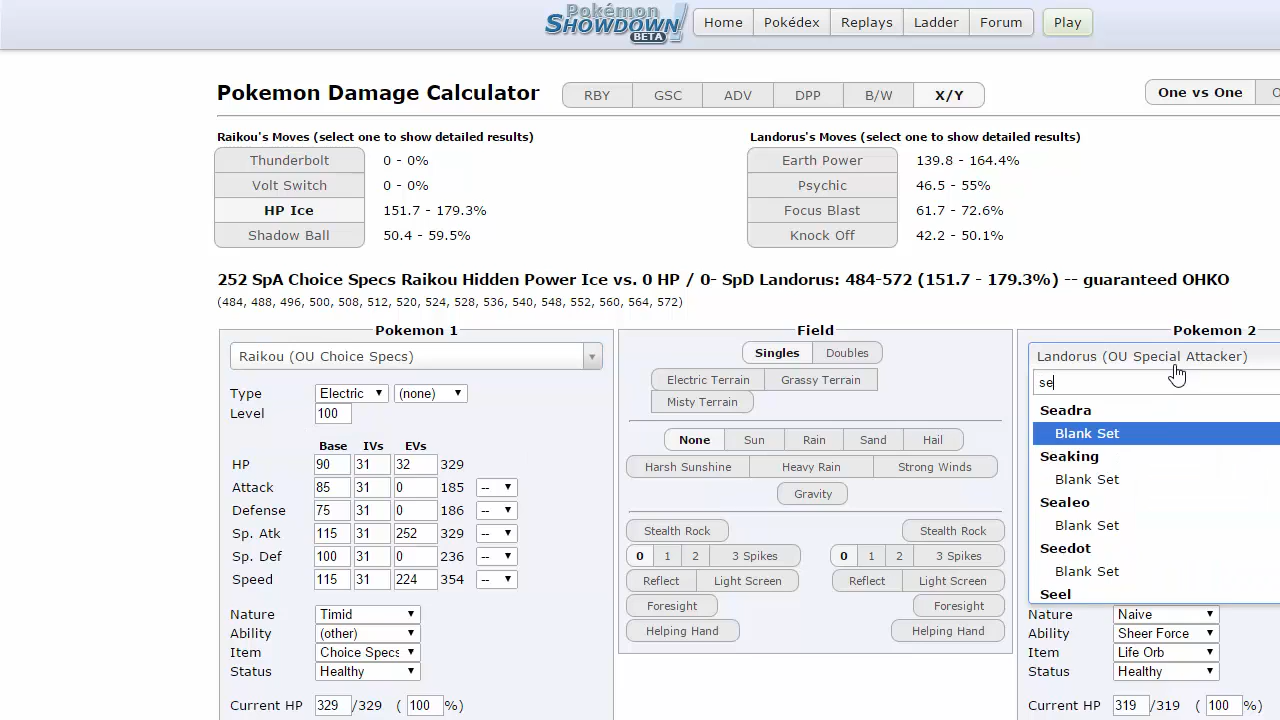 Pokémon
SHOWDOWN
BETA
Home Pokédex Replays Ladder Forum Play
Pokemon Damage Calculator RBY GSC ADV DPP B/W X/Y One vs One
Raikou's Moves (select one to show detailed results) Landorus's Moves (select one to show detailed results)
Thunderbolt 0 - 0% Earth Power 139.8 - 164.4%
Volt Switch 0 - 0% Psychic 46.5 - 55%
HP Ice 151.7 - 179.3% Focus Blast 61.7 - 72.6%
Shadow Ball 50.4 - 59.5% Knock Off 42.2 - 50.1%
252 SpA Choice Specs Raikou Hidden Power Ice vs. 0 HP / 0- SpD Landorus: 484-572 (151.7 - 179.3%) -- guaranteed OHKO
(484, 488, 496, 500, 508, 512, 520, 524, 528, 536, 540, 548, 552, 560, 564, 572)
Pokemon 1 Field Pokemon 2
Raikou (OU Choice Specs) Singles Doubles Landorus (OU Special Attacker)
Electric Terrain Grassy Terrain se
Type Electric (none) Misty Terrain Seadra
Level 100 Blank Set
Base IVs EVs None Sun Rain Sand Hail Seaking
HP 90 31 32 329 Harsh Sunshine Heavy Rain Strong Winds Blank Set
Attack 85 31 0 185 -- Gravity Sealeo
Defense 75 31 0 186 -- Blank Set
Sp. Atk 115 31 252 329 -- Stealth Rock Stealth Rock Seedot
Sp. Def 100 31 0 236 -- 0 1 2 3 Spikes 0 1 2 3 Spikes Blank Set
Speed 115 31 224 354 -- Reflect Light Screen Reflect Light Screen Seel
Nature Timid Foresight Foresight Nature Naive
Ability (other) Helping Hand Helping Hand Ability Sheer Force
Item Choice Specs Item Life Orb
Status Healthy Status Healthy
Current HP 329 /329 ( 100 %) Current HP 319 /319 ( 100 %)